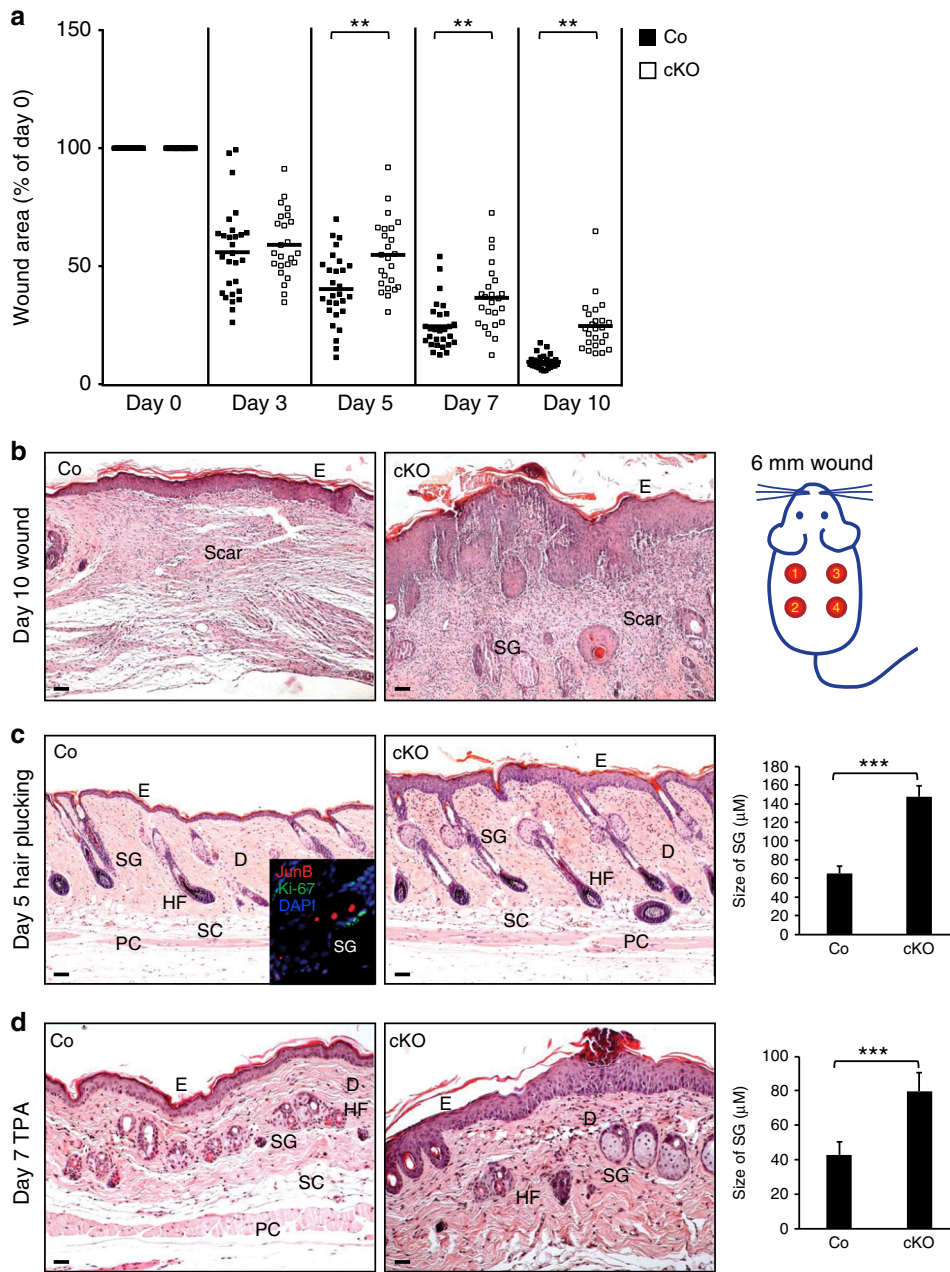 a
150
100
50
0
Wound area (% of day 0)
** ** **
Co
cKO
Day 0 Day 3 Day 5 Day 7 Day 10
b
Day 10 wound
Co
E
Scar
cKO
E
Scar
SG
6 mm wound
1 3
2 4
c
Day 5 hair plucking
Co
E
SG
D
HF
SC
PC
JunB
Ki-67
DAPI
SG
cKO
E
SG
D
HF
SC
PC
Size of SG (µM)
180
160
140
120
100
80
60
40
20
0
***
Co cKO
d
Day 7 TPA
Co
E
D
HF
SG
SC
PC
cKO
E
D
SG
HF
Size of SG (µM)
100
80
60
40
20
0
***
Co cKO